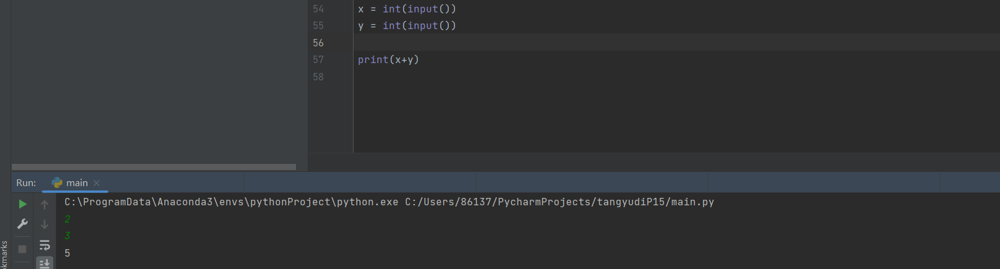 54 x = int(input())
55 y = int(input())
56
57 print(x+y)
58
Run: main
C:\ProgramData\Anaconda3\envs\pythonProject\python.exe C:/Users/86137/PycharmProjects/tangyudiP15/main.py
2
3
5